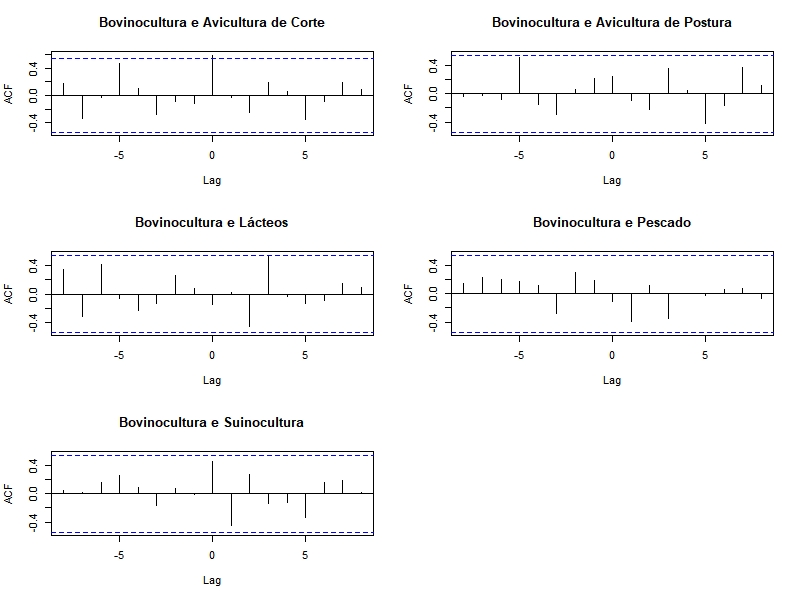 Bovinocultura e Avicultura de Corte
ACF
0.4
0.0
-0.4
-5 0 5
Lag
Bovinocultura e Avicultura de Postura
ACF
0.4
0.0
-0.4
-5 0 5
Lag
Bovinocultura e Lácteos
ACF
0.4
0.0
-0.4
-5 0 5
Lag
Bovinocultura e Pescado
ACF
0.4
0.0
-0.4
-5 0 5
Lag
Bovinocultura e Suinocultura
ACF
0.4
0.0
-0.4
-5 0 5
Lag